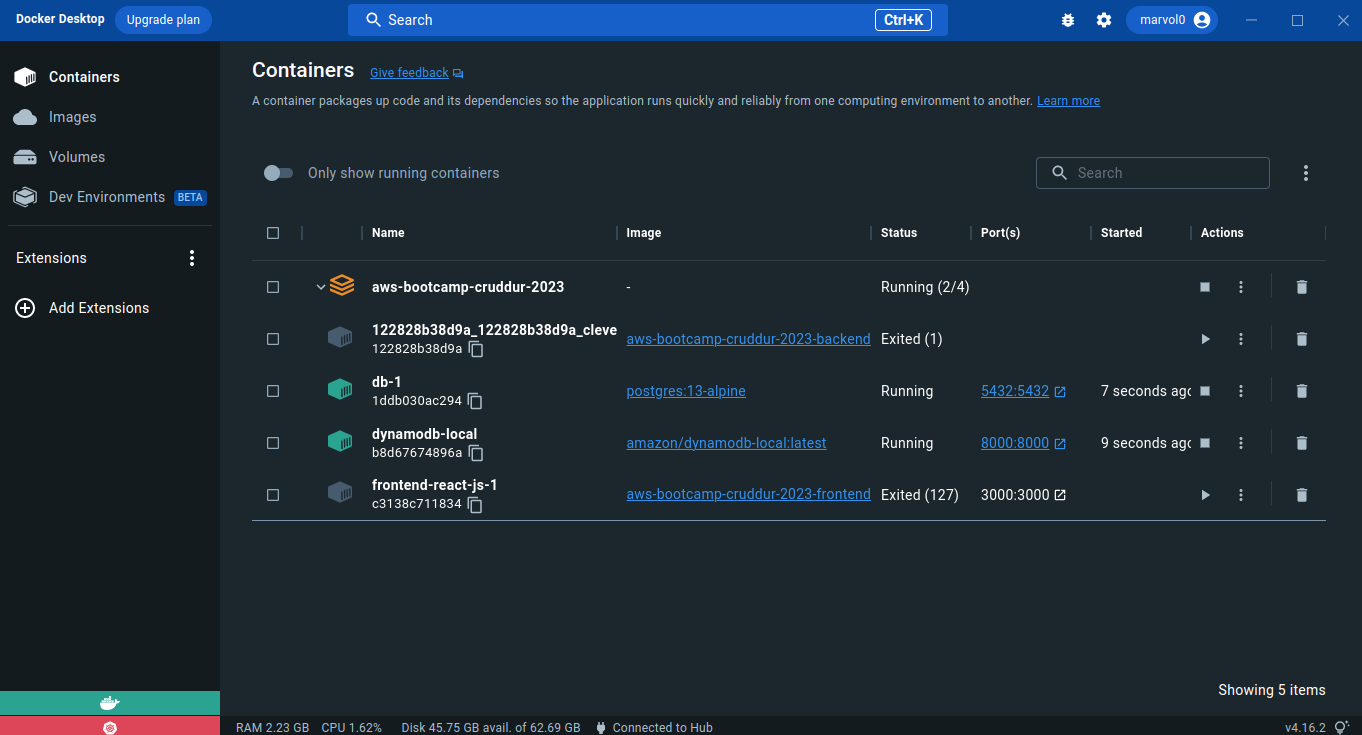 Docker Desktop Upgrade plan Search Ctrl+K marvol0
Containers
Images
Volumes
Dev Environments BETA
Extensions
Add Extensions
Containers Give feedback
A container packages up code and its dependencies so the application runs quickly and reliably from one computing environment to another. Learn more
Only show running containers Search
Name Image Status Port(s) Started Actions
aws-bootcamp-cruddur-2023 - Running (2/4)
122828b38d9a_122828b38d9a_cleve
122828b38d9a
aws-bootcamp-cruddur-2023-backend Exited (1)
db-1
1ddb030ac294
postgres:13-alpine Running 5432:5432 7 seconds ago
dynamodb-local
b8d67674896a
amazon/dynamodb-local:latest Running 8000:8000 9 seconds ago
frontend-react-js-1
c3138c711834
aws-bootcamp-cruddur-2023-frontend Exited (127) 3000:3000
Showing 5 items
RAM 2.23 GB CPU 1.62% Disk 45.75 GB avail. of 62.69 GB Connected to Hub v4.16.2